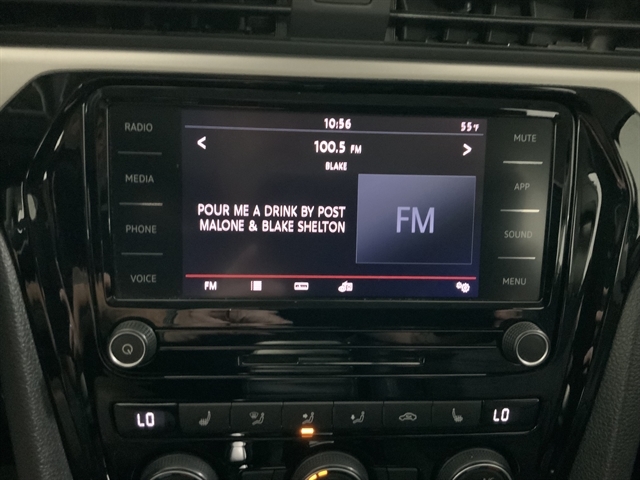 10:56 55°F
100.5 FM
BLAKE
POUR ME A DRINK BY POST
MALONE & BLAKE SHELTON
FM
FM
RADIO
MEDIA
PHONE
VOICE
MUTE
APP
SOUND
MENU
LO
LO